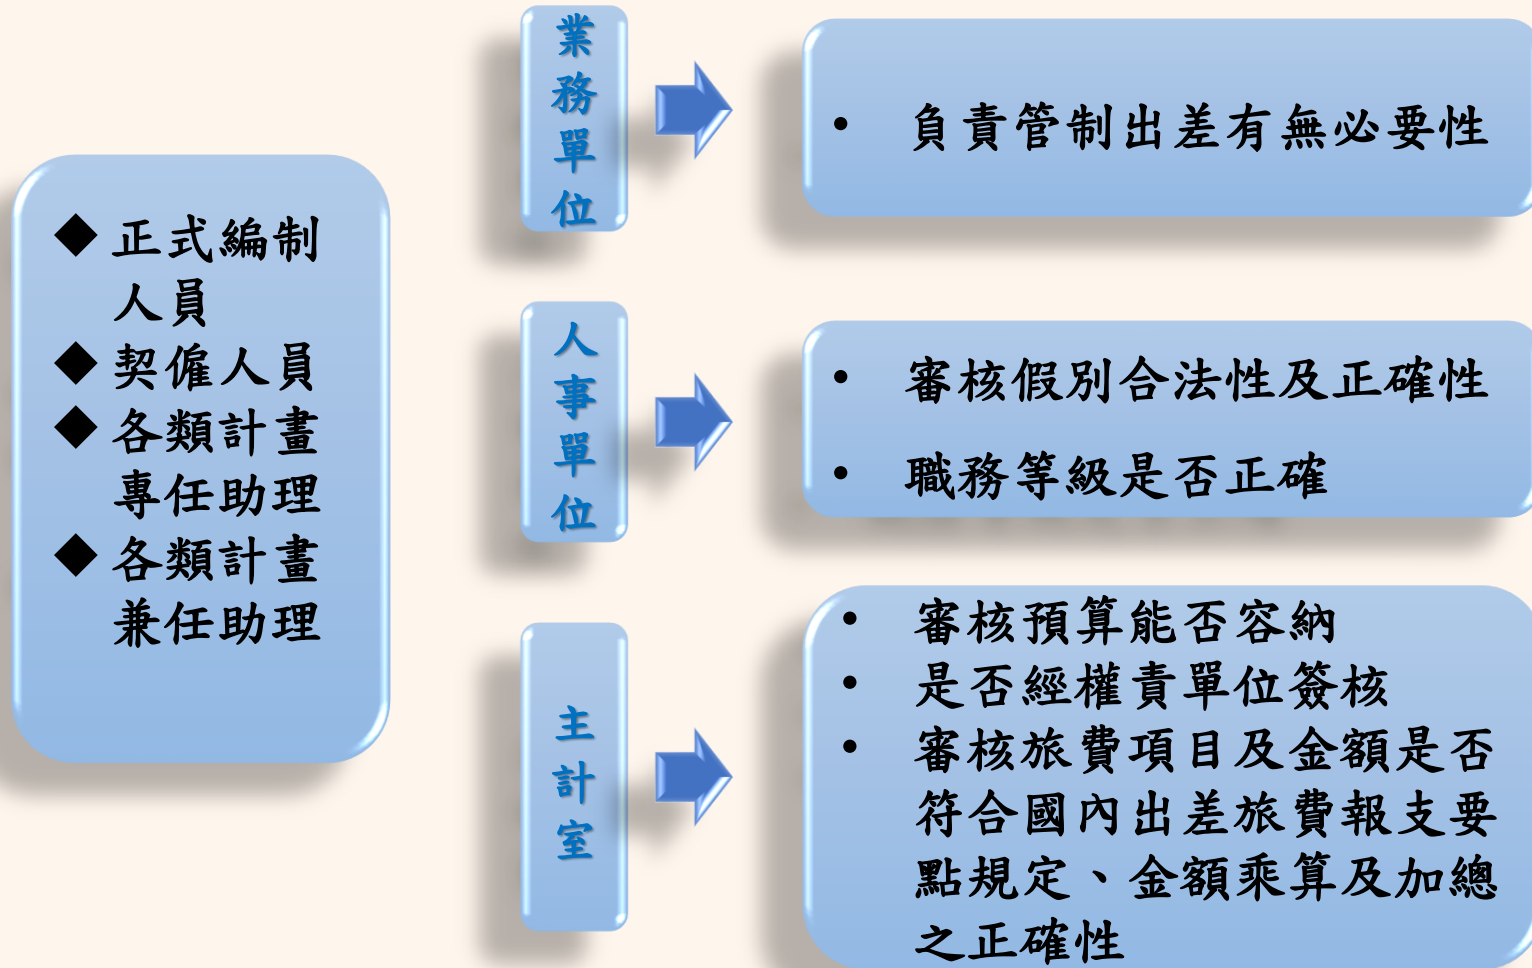 ◆ 正式編制
人員
◆ 契僱人員
◆ 各類計畫
專任助理
◆ 各類計畫
兼任助理
業務單位
• 負責管制出差有無必要性
人事單位
• 審核假別合法性及正確性
• 職務等級是否正確
主計室
• 審核預算能否容納
• 是否經權責單位簽核
• 審核旅費項目及金額是否
符合國內出差旅費報支要
點規定、金額乘算及加總
之正確性